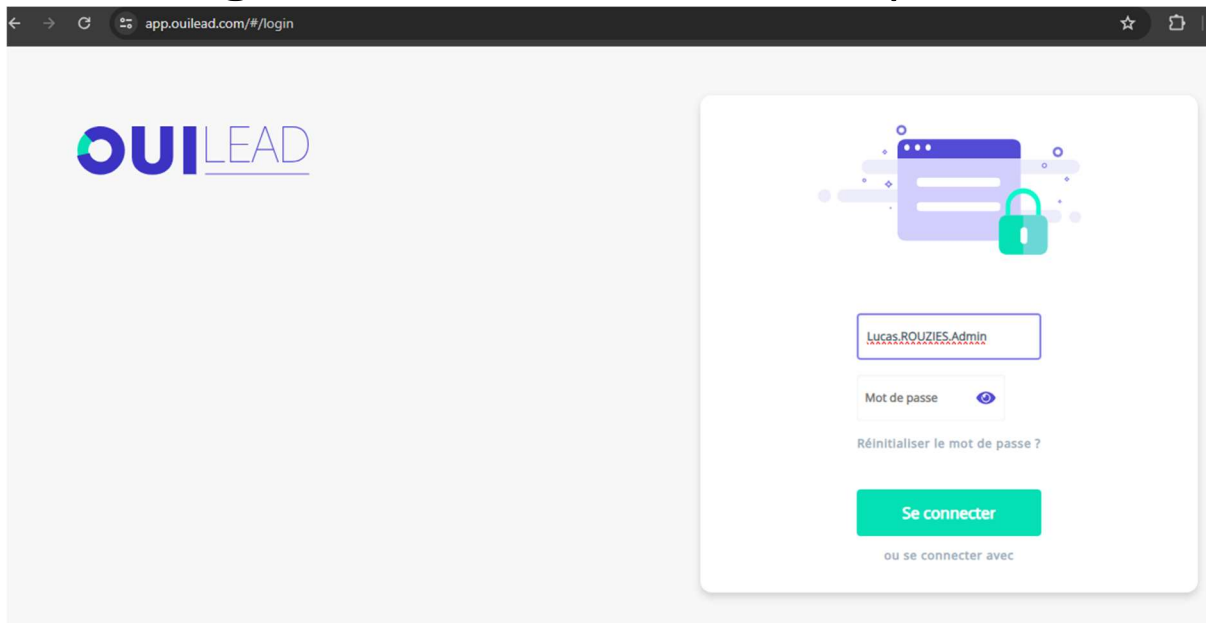 app.ouilead.com/#/login
OUILEAD
Lucas.ROUZIES.Admin
Mot de passe
Réinitialiser le mot de passe ?
Se connecter
ou se connecter avec